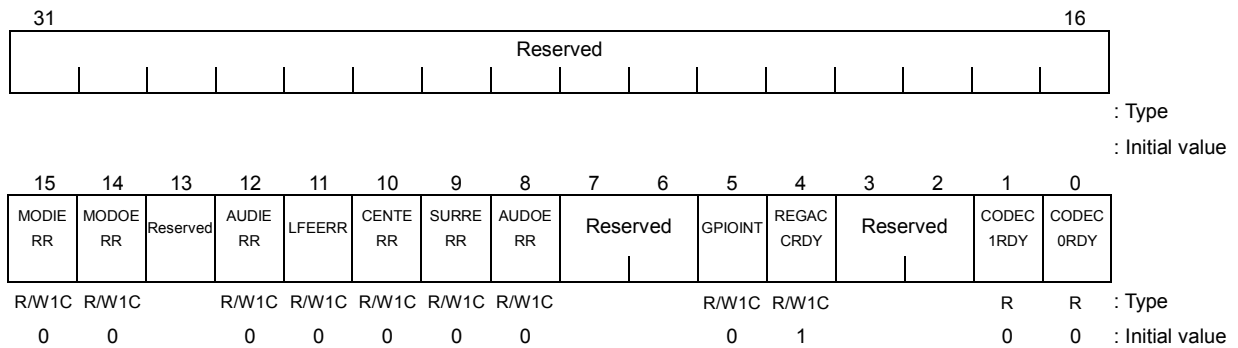 31 16
Reserved
: Type
: Initial value
15 14 13 12 11 10 9 8 7 6 5 4 3 2 1 0
MODIE MODOE Reserved AUDIE LFEERR CENTE SURRE AUDOE Reserved GPIOINT REGAC Reserved CODEC CODEC
RR RR RR RR RR RR CRDY 1RDY 0RDY
R/W1C R/W1C R/W1C R/W1C R/W1C R/W1C R/W1C R/W1C R/W1C R R : Type
0 0 0 0 0 0 0 0 1 0 0 : Initial value